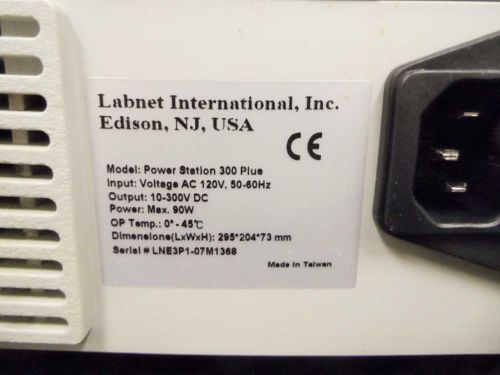 Labnet International, Inc.
Edison, NJ, USA
CE
Model: Power Station 300 Plus
Input: Voltage AC 120V, 50-60Hz
Output: 10-300V DC
Power: Max. 90W
OP Temp.: 0°- 45℃
Dimensions(LxWxH): 295*204*73 mm
Serial # LNE3P1-07M1368
Made In Taiwan